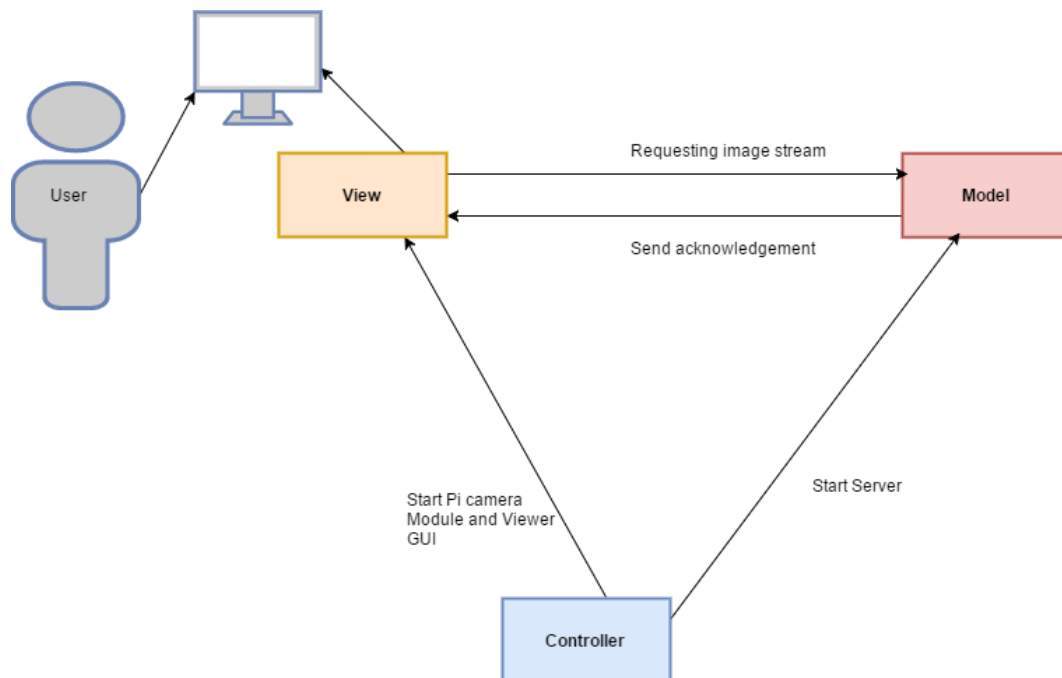 Requesting image stream
User
View
Model
Send acknowledgement
Start Server
Start Pi camera
Module and Viewer
GUI
Controller